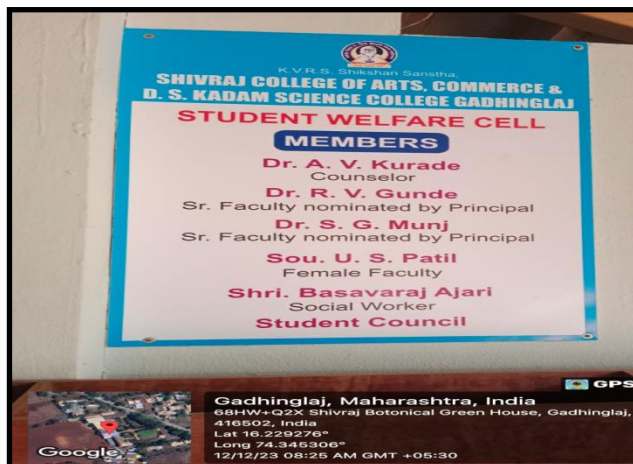 K.V.R.S. Shikshan Sanstha,
SHIVRAJ COLLEGE OF ARTS, COMMERCE &
D. S. KADAM SCIENCE COLLEGE GADHINGLAJ
STUDENT WELFARE CELL
MEMBERS
Dr. A. V. Kurade
Counselor
Dr. R. V. Gunde
Sr. Faculty nominated by Principal
Dr. S. G. Munj
Sr. Faculty nominated by Principal
Sou. U. S. Patil
Female Faculty
Shri. Basavaraj Ajari
Social Worker
Student Council
GPS
Gadhinglaj, Maharashtra, India
68HW+Q2X Shivraj Botonical Green House, Gadhinglaj,
416502, India
Lat 16.229276°
Long 74.345306°
12/12/23 08:25 AM GMT +05:30
Google